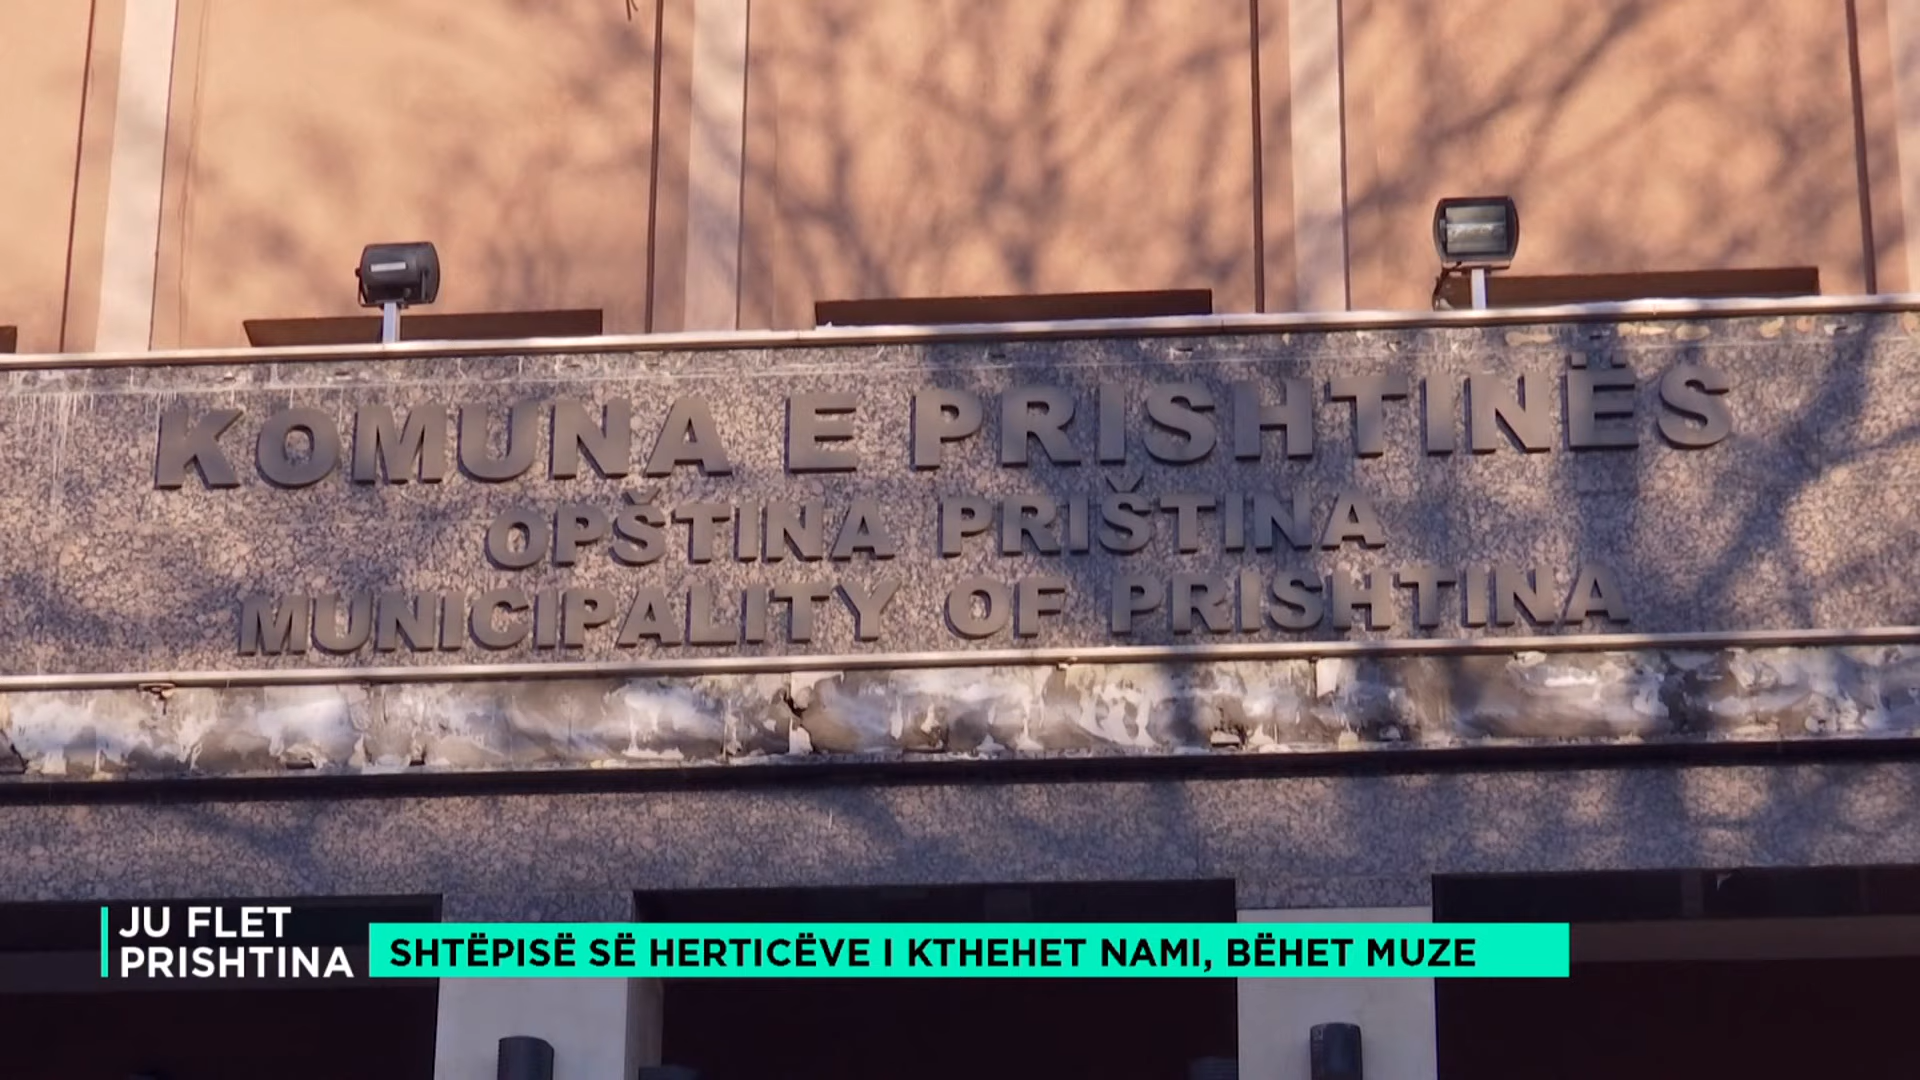 KOMUNA E PRISHTINËS
OPŠTINA PRIŠTINA
MUNICIPALITY OF PRISHTINA
JU FLET
PRISHTINA
SHTËPISË SË HERTICËVE I KTHEHET NAMI, BËHET MUZE